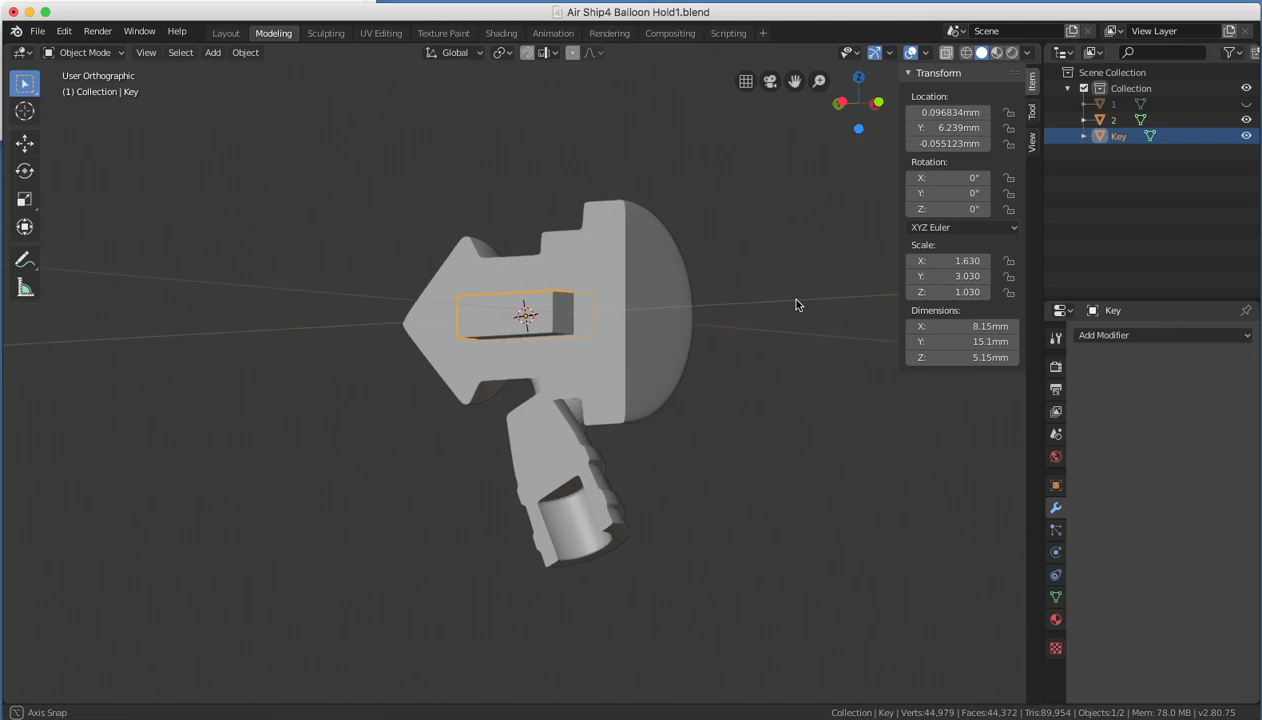 Air Ship4 Balloon Hold1.blend
File Edit Render Window Help Layout Modeling Sculpting UV Editing Texture Paint Shading Animation Rendering Compositing Scripting + Scene View Layer
Object Mode View Select Add Object Global
User Orthographic
(1) Collection | Key
Z
Transform
Location:
0.096834mm
Y: 6.239mm
-0.055123mm
Rotation:
X: 0°
Y: 0°
Z: 0°
XYZ Euler
Scale:
X: 1.630
Y: 3.030
Z: 1.030
Dimensions:
X: 8.15mm
Y: 15.1mm
Z: 5.15mm
Item
Tool
View
Scene Collection
Collection
1
2
Key
Key
Add Modifier
Axis Snap
Collection | Key | Verts:44,979 | Faces:44,372 | Tris:89,954 | Objects:1/2 | Mem: 78.0 MB | v2.80.75